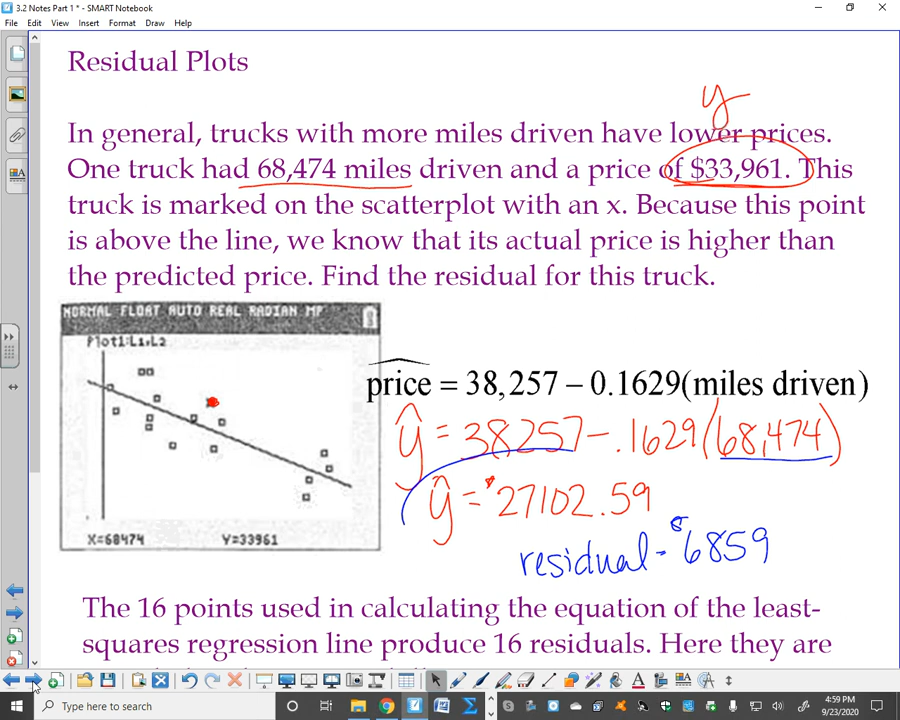 3.2 Notes Part 1 * - SMART Notebook
File Edit View Insert Format Draw Help
Residual Plots
y
In general, trucks with more miles driven have lower prices.
One truck had 68,474 miles driven and a price of $33,961. This
truck is marked on the scatterplot with an x. Because this point
is above the line, we know that its actual price is higher than
the predicted price. Find the residual for this truck.
NORMAL FLOAT AUTO REAL RADIAN MP
Plot1:L1,L2
X=68474 Y=33961
price = 38,257 – 0.1629(miles driven)
ŷ = 38257 - .1629(68,474)
ŷ = $27102.59
residual = $6859
The 16 points used in calculating the equation of the least-
squares regression line produce 16 residuals. Here they are
Type here to search
4:59 PM
9/23/2020